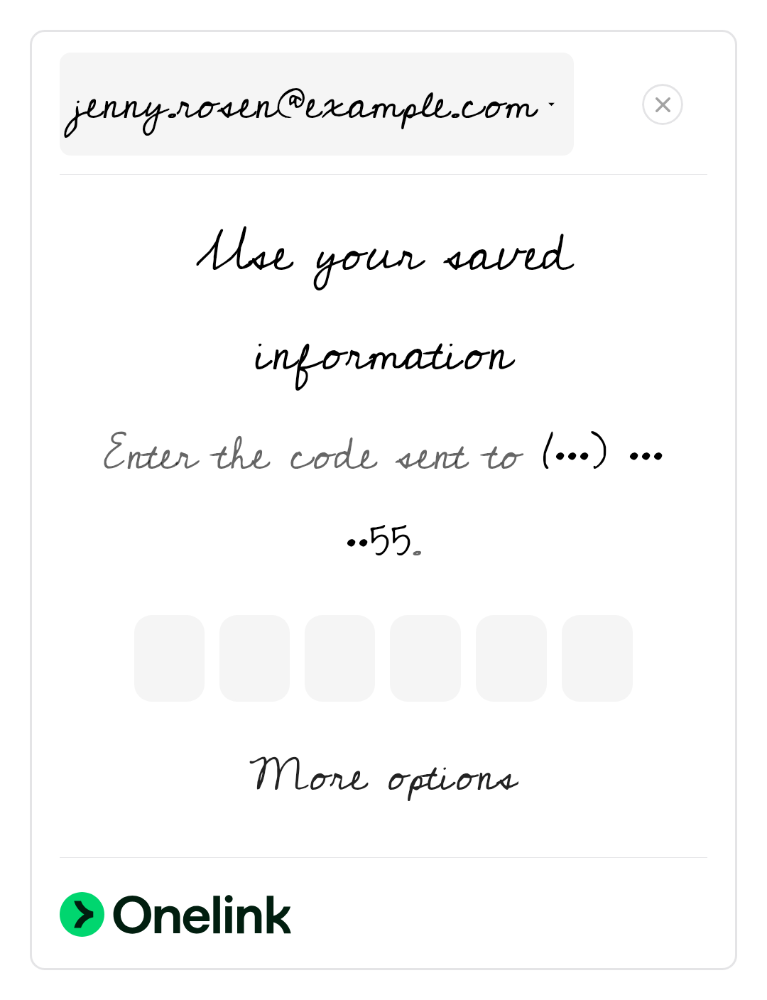 jenny.rosen@example.com
Use your saved
information
Enter the code sent to (•••) •••
••55.
More options
Onelink